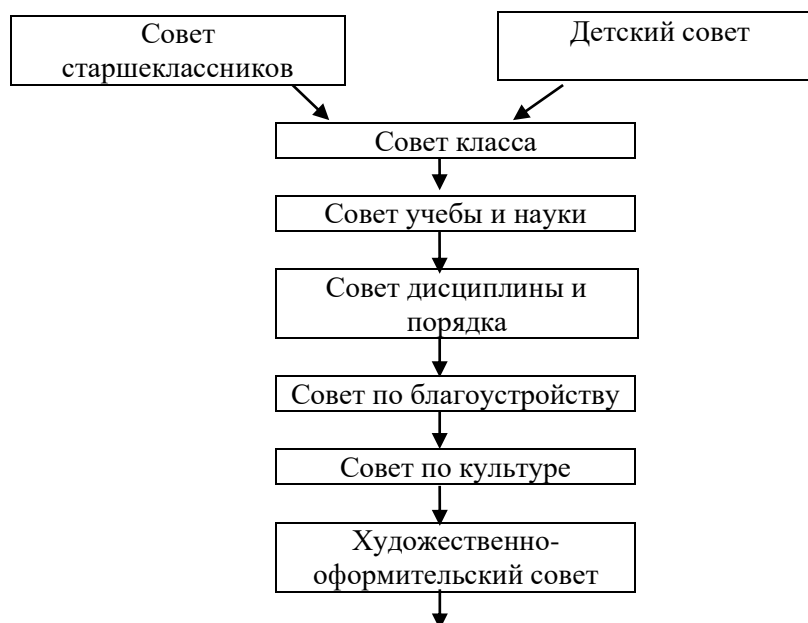 Совет
старшеклассников
Детский совет
Совет класса
Совет учебы и науки
Совет дисциплины и
порядка
Совет по благоустройству
Совет по культуре
Художественно-
оформительский совет